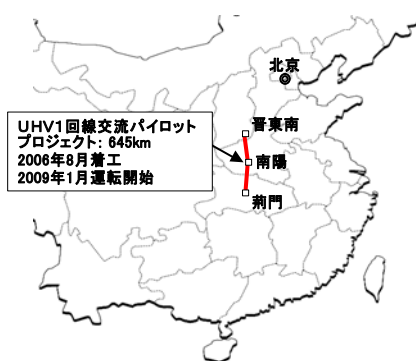 北京
晋東南
UHV1回線交流パイロット
プロジェクト: 645km
2006年8月着工
2009年1月運転開始
南陽
荊門